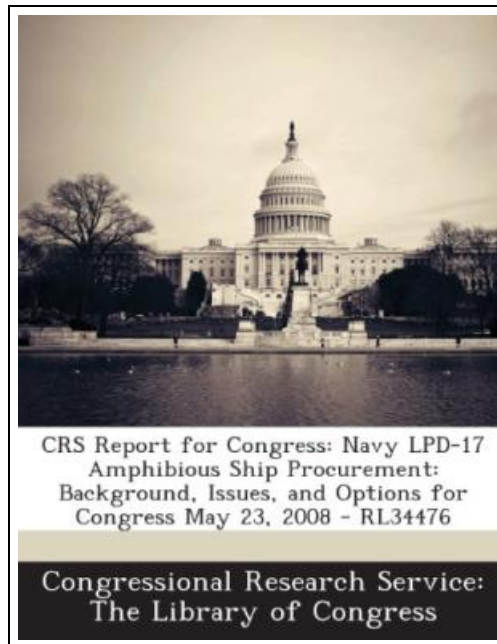 CRS Report for Congress: Navy LPD-17
Amphibious Ship Procurement:
Background, Issues, and Options for
Congress May 23, 2008 - RL34476
Congressional Research Service:
The Library of Congress